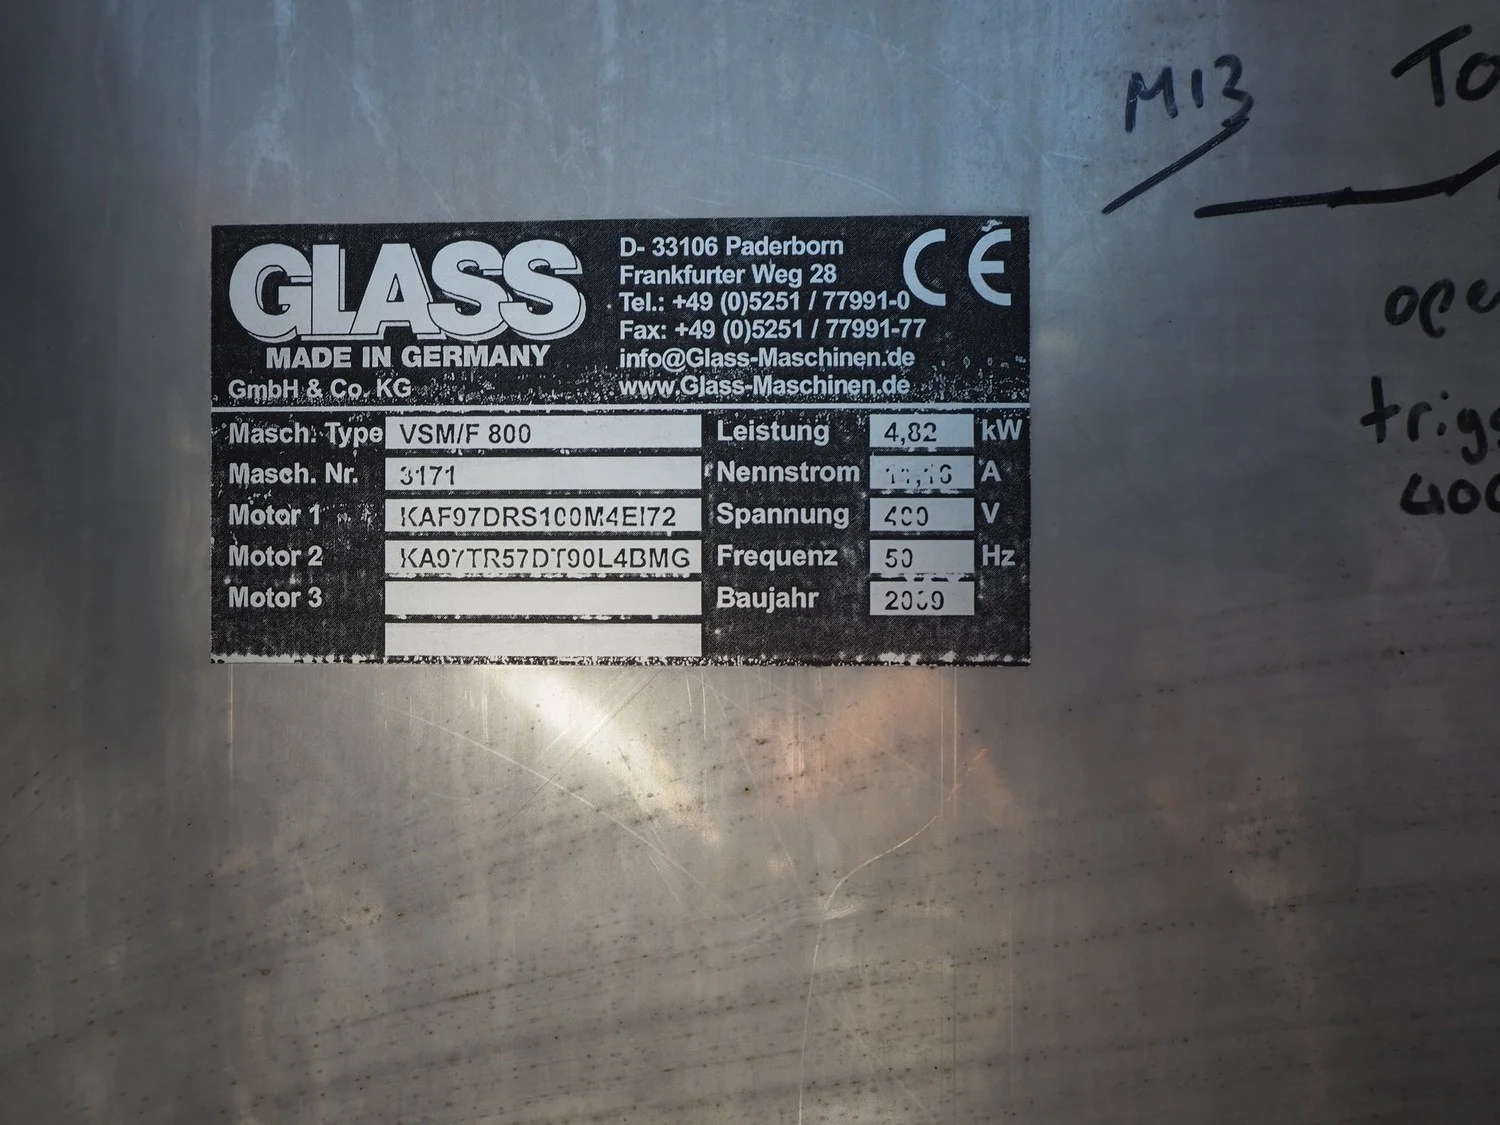 M13
To
GLASS
MADE IN GERMANY
GmbH & Co. KG
D- 33106 Paderborn
Frankfurter Weg 28
Tel.: +49 (0)5251 / 77991-0
Fax: +49 (0)5251 / 77991-77
info@Glass-Maschinen.de
www.Glass-Maschinen.de
CE
Masch. Type VSM/F 800
Masch. Nr. 3171
Motor 1 KAF97DRS100M4EI72
Motor 2 KA97TR57DT90L4BMG
Motor 3
Leistung 4,82 kW
Nennstrom A
Spannung 400 V
Frequenz 50 Hz
Baujahr 2009